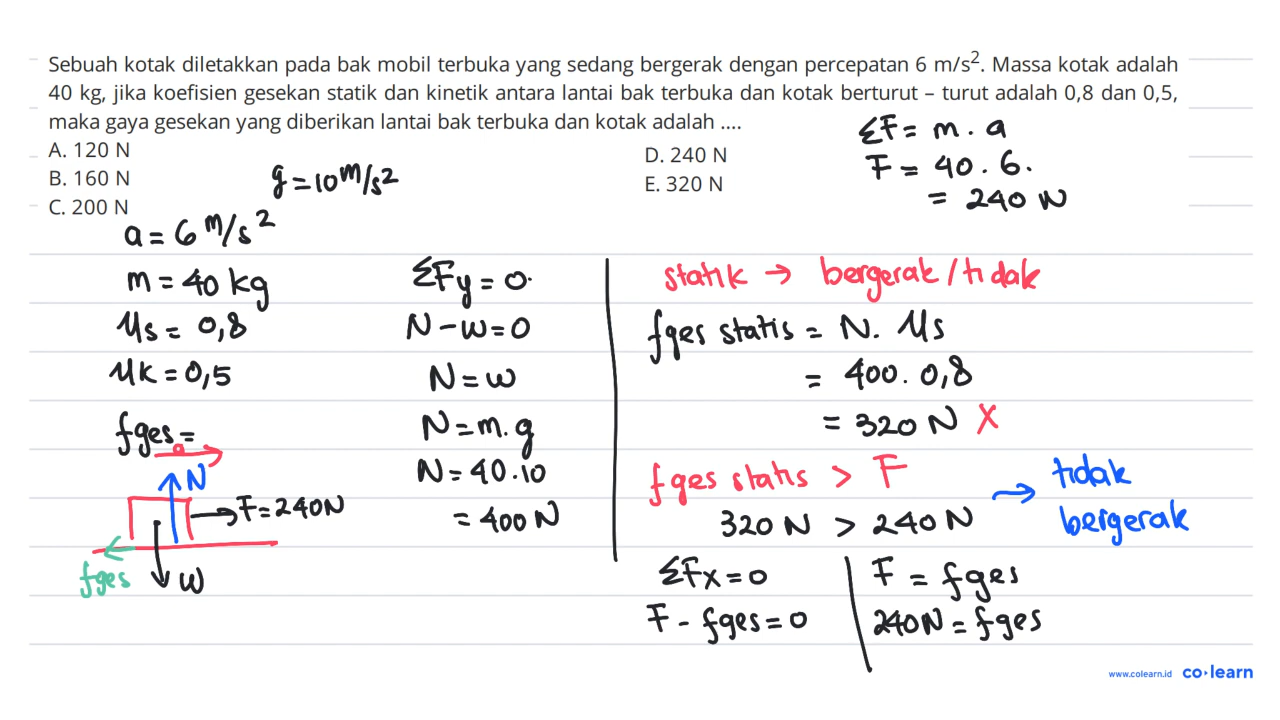 Sebuah kotak diletakkan pada bak mobil terbuka yang sedang bergerak dengan percepatan 6 m/s². Massa kotak adalah
40 kg, jika koefisien gesekan statik dan kinetik antara lantai bak terbuka dan kotak berturut – turut adalah 0,8 dan 0,5,
maka gaya gesekan yang diberikan lantai bak terbuka dan kotak adalah ....
A. 120 N
B. 160 N
C. 200 N
D. 240 N
E. 320 N
g = 10 m/s²
ΣF = m . a
F = 40 . 6.
= 240 N
a = 6 m/s²
m = 40 kg
μs = 0,8
μk = 0,5
fges =
a
N
F = 240N
fges
w
ΣFy = 0.
N - w = 0
N = w
N = m. g
N = 40 . 10
= 400 N
statik → bergerak / tidak
fges statis = N. μs
= 400 . 0,8
= 320 N X
fges statis > F
320 N > 240 N
→ tidak
bergerak
ΣFx = 0
F - fges = 0
F = fges
240N = fges
www.colearn.id co·learn